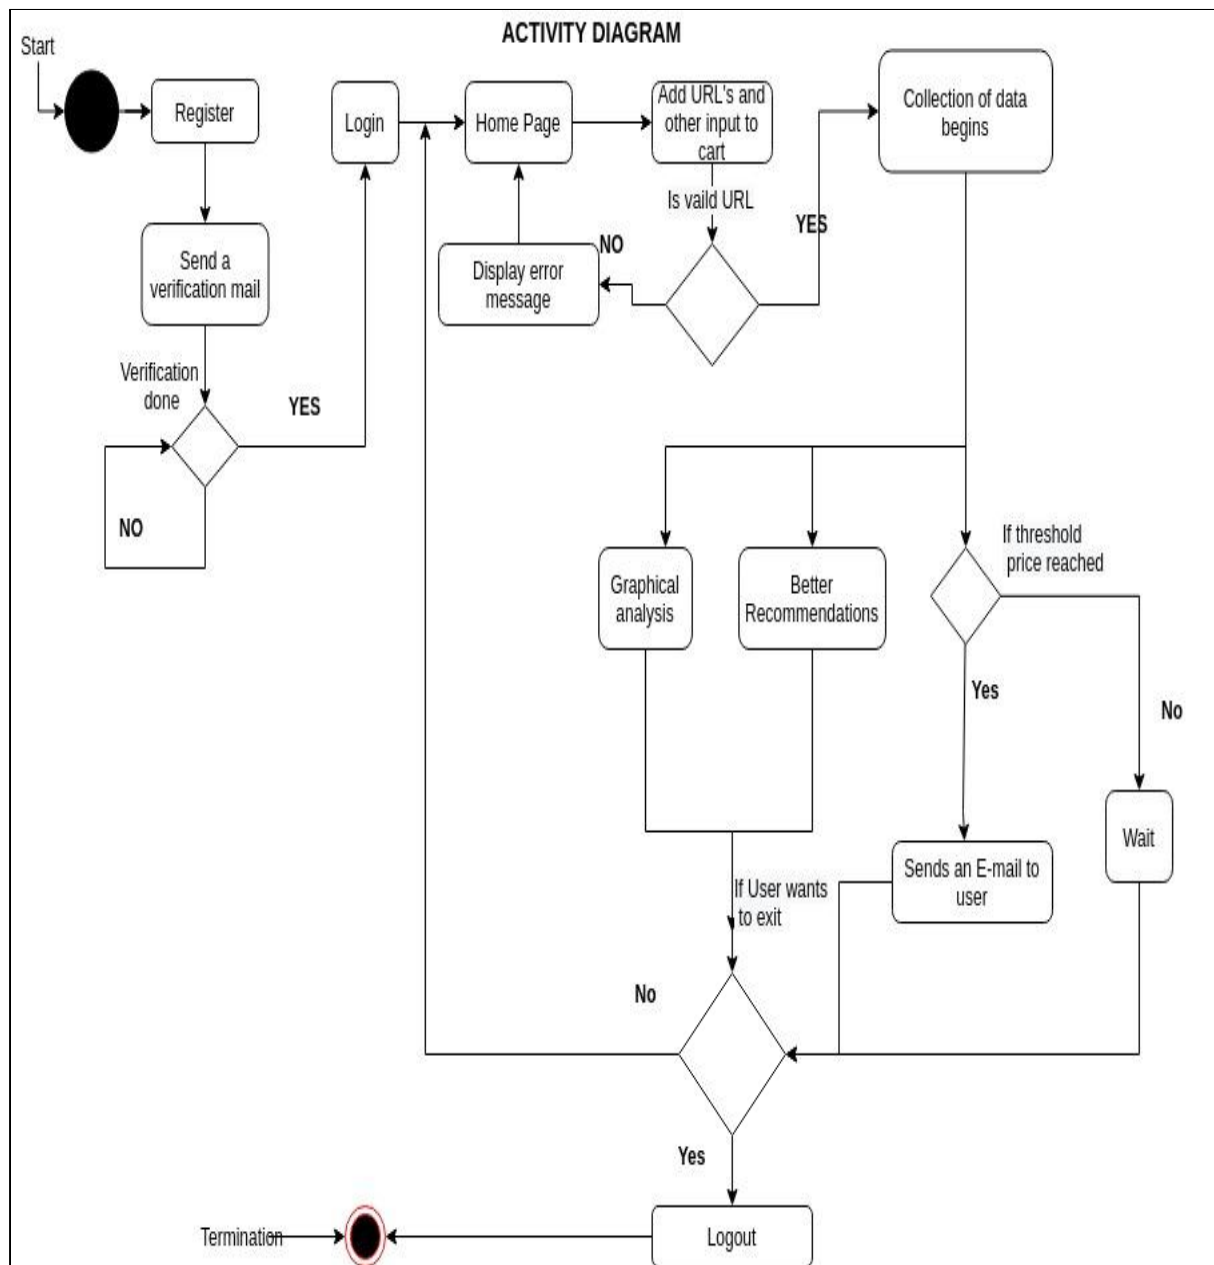 ACTIVITY DIAGRAM
Start
Register
Login
Home Page
Add URL's and
other input to
cart
Collection of data
begins
Is vaild URL
YES
NO
Send a
verification mail
Display error
message
Verification
done
YES
NO
If threshold
price reached
Graphical
analysis
Better
Recommendations
Yes
No
Wait
Sends an E-mail to
user
If User wants
to exit
No
Yes
Termination
Logout